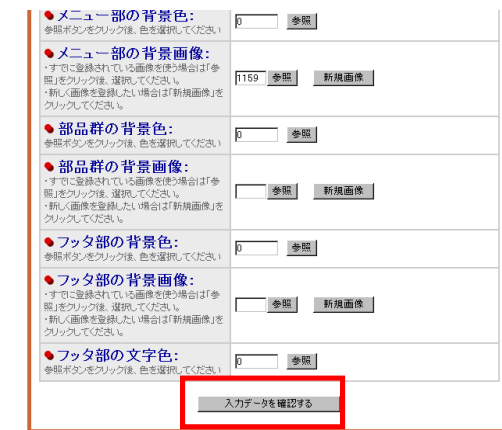 メニュー部の背景色:
参照ボタンをクリック後、色を選択してください
0 参照
メニュー部の背景画像:
・すでに登録されている画像を使う場合は「参
照」をクリック後、選択してください。
・新しく画像を登録したい場合は「新規画像」を
クリックしてください。
1159 参照 新規画像
部品群の背景色:
参照ボタンをクリック後、色を選択してください
0 参照
部品群の背景画像:
・すでに登録されている画像を使う場合は「参
照」をクリック後、選択してください。
・新しく画像を登録したい場合は「新規画像」を
クリックしてください。
参照 新規画像
フッタ部の背景色:
参照ボタンをクリック後、色を選択してください
0 参照
フッタ部の背景画像:
・すでに登録されている画像を使う場合は「参
照」をクリック後、選択してください。
・新しく画像を登録したい場合は「新規画像」を
クリックしてください。
参照 新規画像
フッタ部の文字色:
参照ボタンをクリック後、色を選択してください
0 参照
入力データを確認する